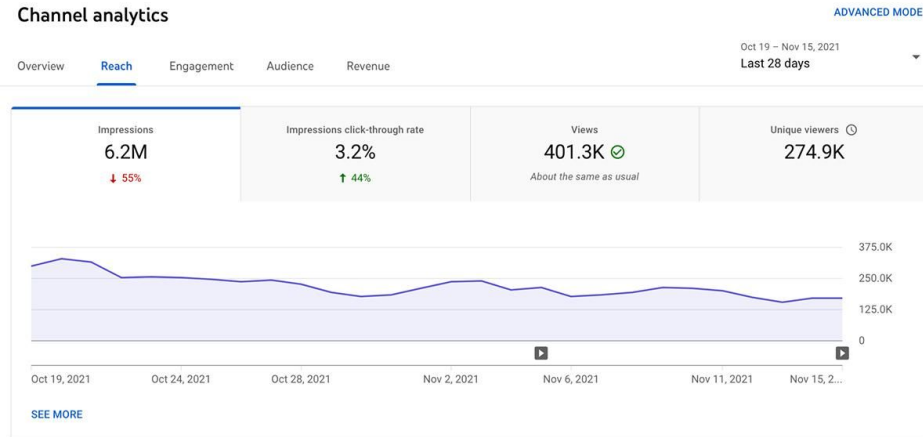 Channel analytics
ADVANCED MODE
Overview
Reach
Engagement
Audience
Revenue
Oct 19 – Nov 15, 2021
Last 28 days
Impressions
6.2M
55%
Impressions click-through rate
3.2%
44%
Views
401.3K
About the same as usual
Unique viewers
274.9K
375.0K
250.0K
125.0K
0
Oct 19, 2021
Oct 24, 2021
Oct 28, 2021
Nov 2, 2021
Nov 6, 2021
Nov 11, 2021
Nov 15, 2...
SEE MORE